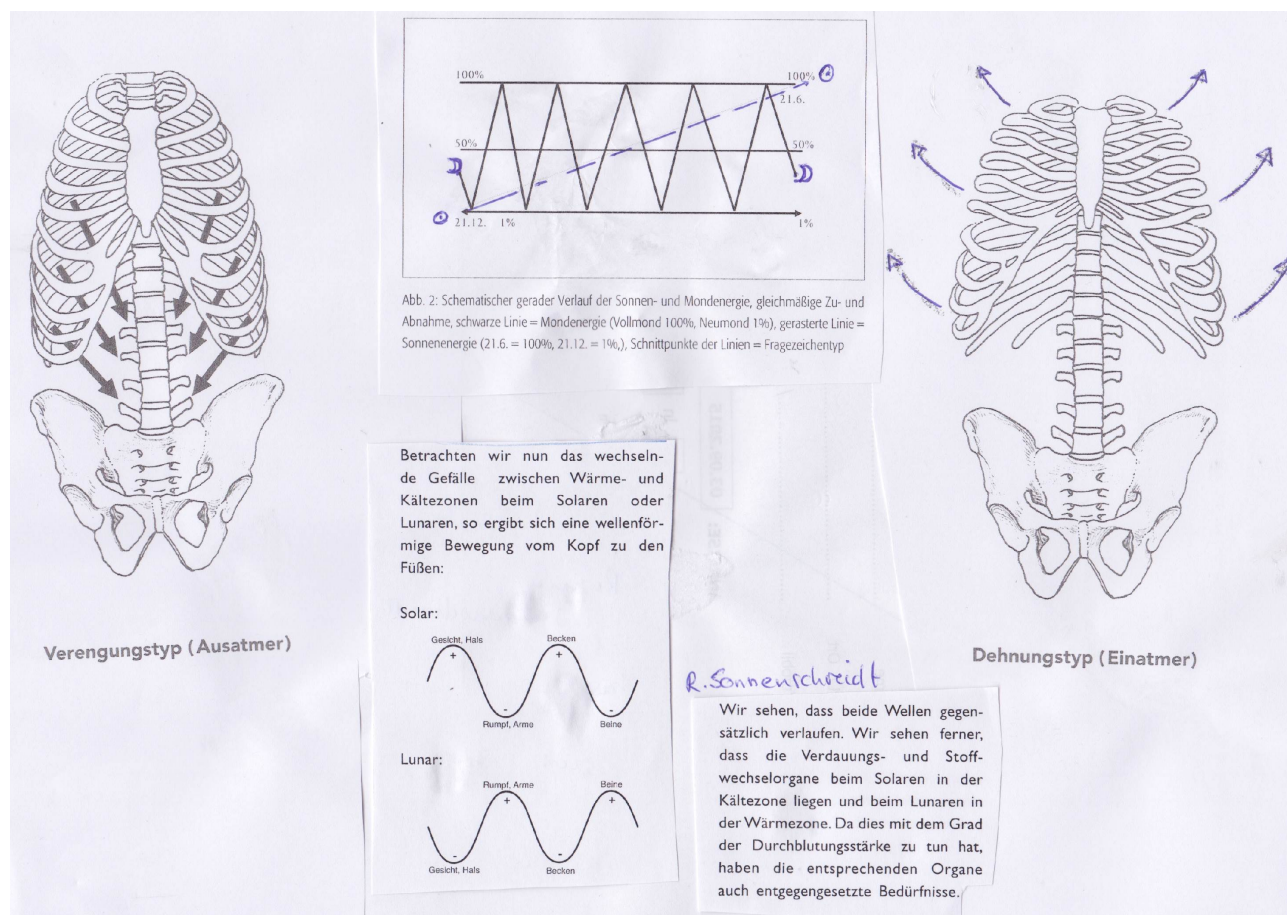 100%
100%
21.6.
50%
50%
21.12. 1%
1%
Abb. 2: Schematischer gerader Verlauf der Sonnen- und Mondenergie, gleichmäßige Zu- und
Abnahme, schwarze Linie = Mondenergie (Vollmond 100%, Neumond 1%), gerasterte Linie =
Sonnenenergie (21.6. = 100%, 21.12. = 1%,), Schnittpunkte der Linien = Fragezeichentyp
Verengungstyp (Ausatmer)
Betrachten wir nun das wechseln-
de Gefälle zwischen Wärme- und
Kältezonen beim Solaren oder
Lunaren, so ergibt sich eine wellenför-
mige Bewegung vom Kopf zu den
Füßen:
Solar:
Gesicht, Hals
Becken
+ +
- -
Rumpf, Arme
Beine
Lunar:
Rumpf, Arme
Beine
+ +
- -
Gesicht, Hals
Becken
Dehnungstyp (Einatmer)
R. Sonnenschreidt
Wir sehen, dass beide Wellen gegen-
sätzlich verlaufen. Wir sehen ferner,
dass die Verdauungs- und Stoff-
wechselorgane beim Solaren in der
Kältezone liegen und beim Lunaren in
der Wärmezone. Da dies mit dem Grad
der Durchblutungsstärke zu tun hat,
haben die entsprechenden Organe
auch entgegengesetzte Bedürfnisse.